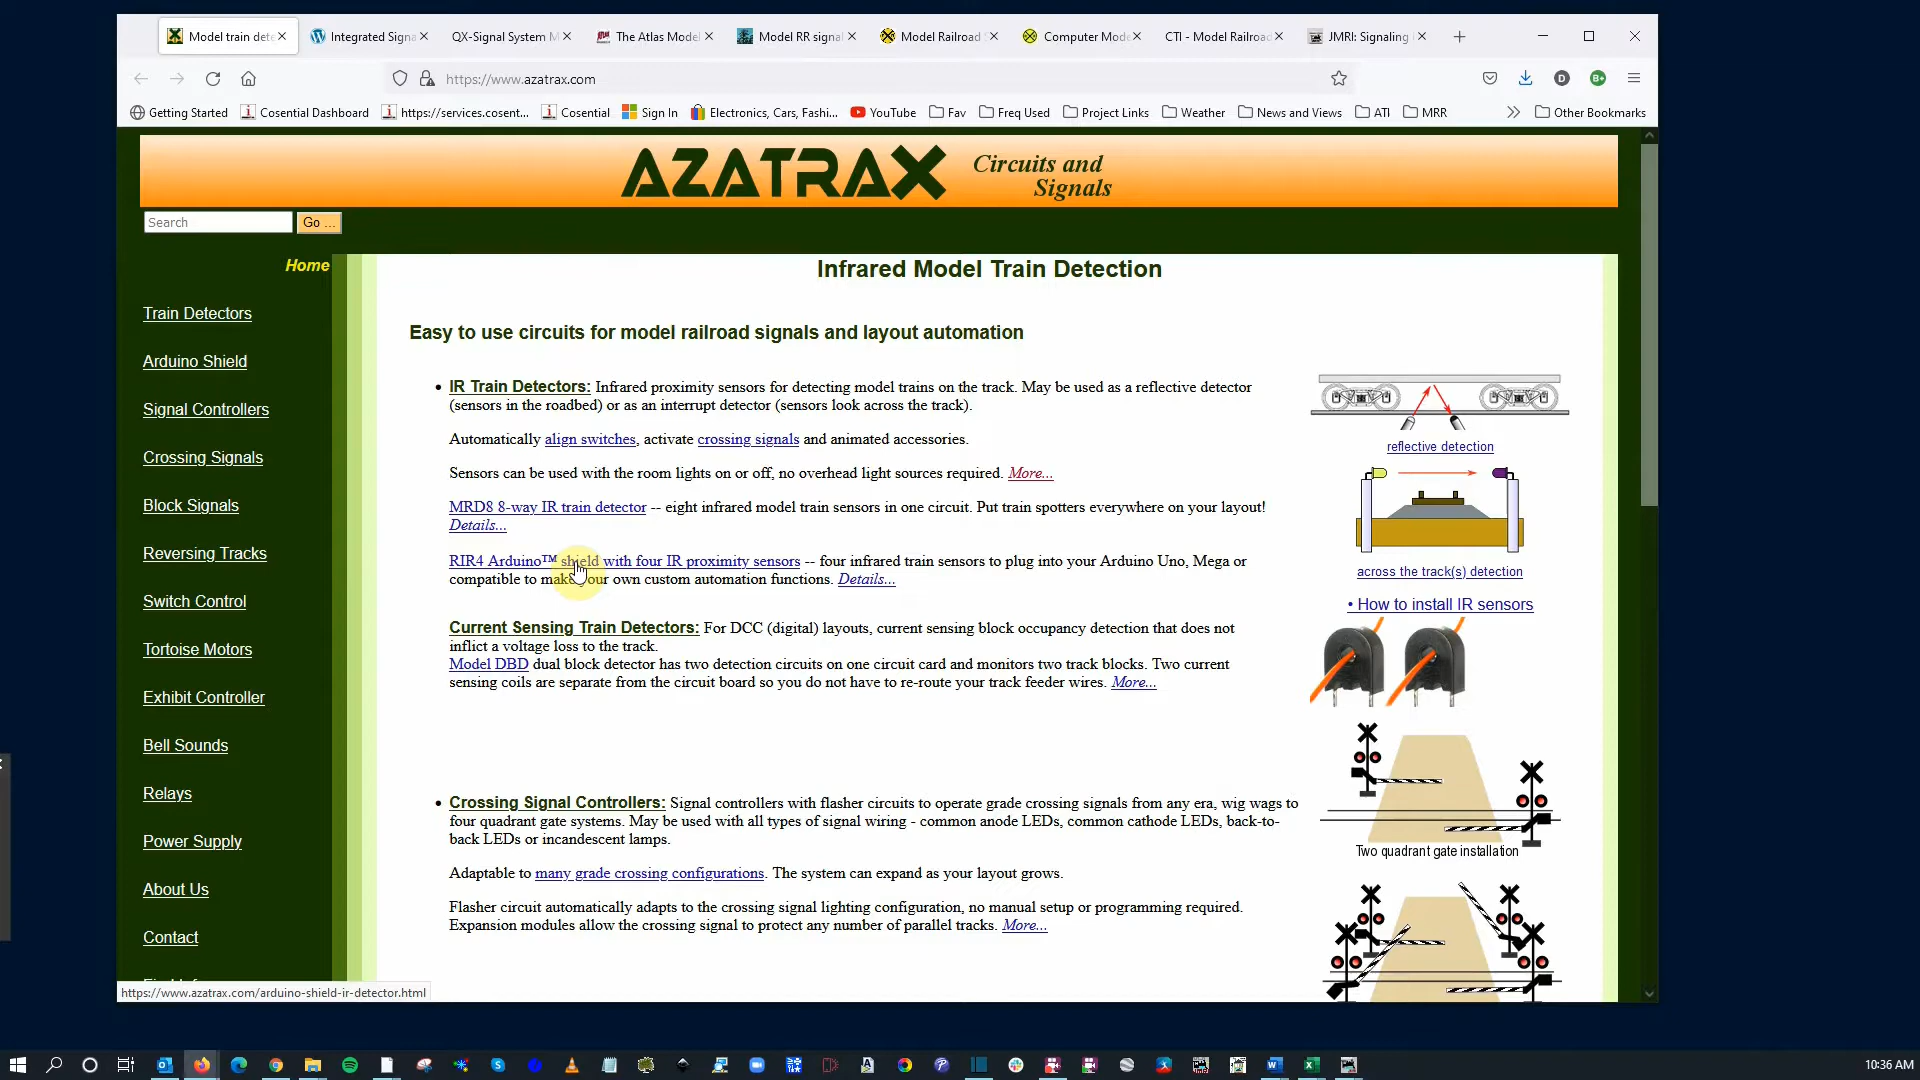 Model train dete
Integrated Signa
QX-Signal System M
The Atlas Model
Model RR signal
Model Railroad S
Computer Mode
CTI - Model Railroad
JMRI: Signaling
https://www.azatrax.com
Getting Started
Cosential Dashboard
https://services.cosent...
Cosential
Sign In
Electronics, Cars, Fashi...
YouTube
Fav
Freq Used
Project Links
Weather
News and Views
ATI
MRR
Other Bookmarks
AZATRAX
Circuits and
Signals
Search
Go ...
Home
Train Detectors
Arduino Shield
Signal Controllers
Crossing Signals
Block Signals
Reversing Tracks
Switch Control
Tortoise Motors
Exhibit Controller
Bell Sounds
Relays
Power Supply
About Us
Contact
Infrared Model Train Detection
Easy to use circuits for model railroad signals and layout automation
• IR Train Detectors: Infrared proximity sensors for detecting model trains on the track. May be used as a reflective detector
(sensors in the roadbed) or as an interrupt detector (sensors look across the track).
Automatically align switches, activate crossing signals and animated accessories.
Sensors can be used with the room lights on or off, no overhead light sources required. More...
MRD8 8-way IR train detector -- eight infrared model train sensors in one circuit. Put train spotters everywhere on your layout!
Details...
RIR4 Arduino™ shield with four IR proximity sensors -- four infrared train sensors to plug into your Arduino Uno, Mega or
compatible to make your own custom automation functions. Details...
Current Sensing Train Detectors: For DCC (digital) layouts, current sensing block occupancy detection that does not
inflict a voltage loss to the track.
Model DBD dual block detector has two detection circuits on one circuit card and monitors two track blocks. Two current
sensing coils are separate from the circuit board so you do not have to re-route your track feeder wires. More...
• Crossing Signal Controllers: Signal controllers with flasher circuits to operate grade crossing signals from any era, wig wags to
four quadrant gate systems. May be used with all types of signal wiring - common anode LEDs, common cathode LEDs, back-to-
back LEDs or incandescent lamps.
Adaptable to many grade crossing configurations. The system can expand as your layout grows.
Flasher circuit automatically adapts to the crossing signal lighting configuration, no manual setup or programming required.
Expansion modules allow the crossing signal to protect any number of parallel tracks. More...
reflective detection
across the track(s) detection
• How to install IR sensors
Two quadrant gate installation
https://www.azatrax.com/arduino-shield-ir-detector.html
10:36 AM